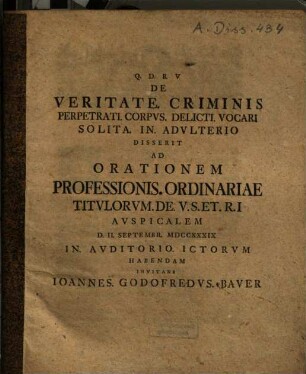 A. Diss. 434
Q. D. R. V
DE
VERITATE. CRIMINIS
PERPETRATI. CORPVS. DELICTI. VOCARI
SOLITA. IN. ADVLTERIO
DISSERIT
AD
ORATIONEM
PROFESSIONIS. ORDINARIAE
TITVLORVM. DE. V. S. ET. R. I
AVSPICALEM
D. II. SEPTEMBR. MDCCXXXIX.
IN. AVDITORIO. ICTORVM
HABENDAM
INVITANS
IOANNES. GODOFREDVS. BAVER